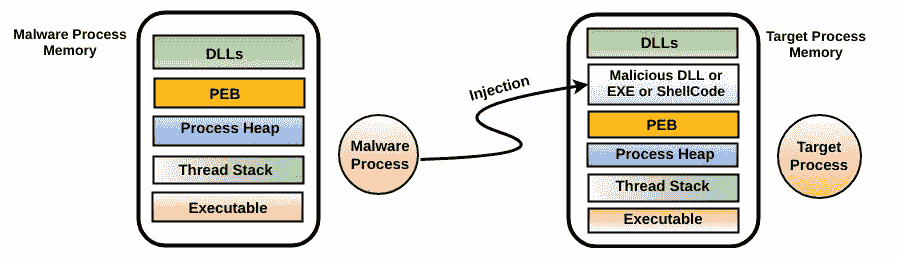 Malware Process
Memory
DLLs
PEB
Process Heap
Thread Stack
Executable
Malware
Process
Injection
DLLs
Malicious DLL or
EXE or ShellCode
PEB
Process Heap
Thread Stack
Executable
Target Process
Memory
Target
Process